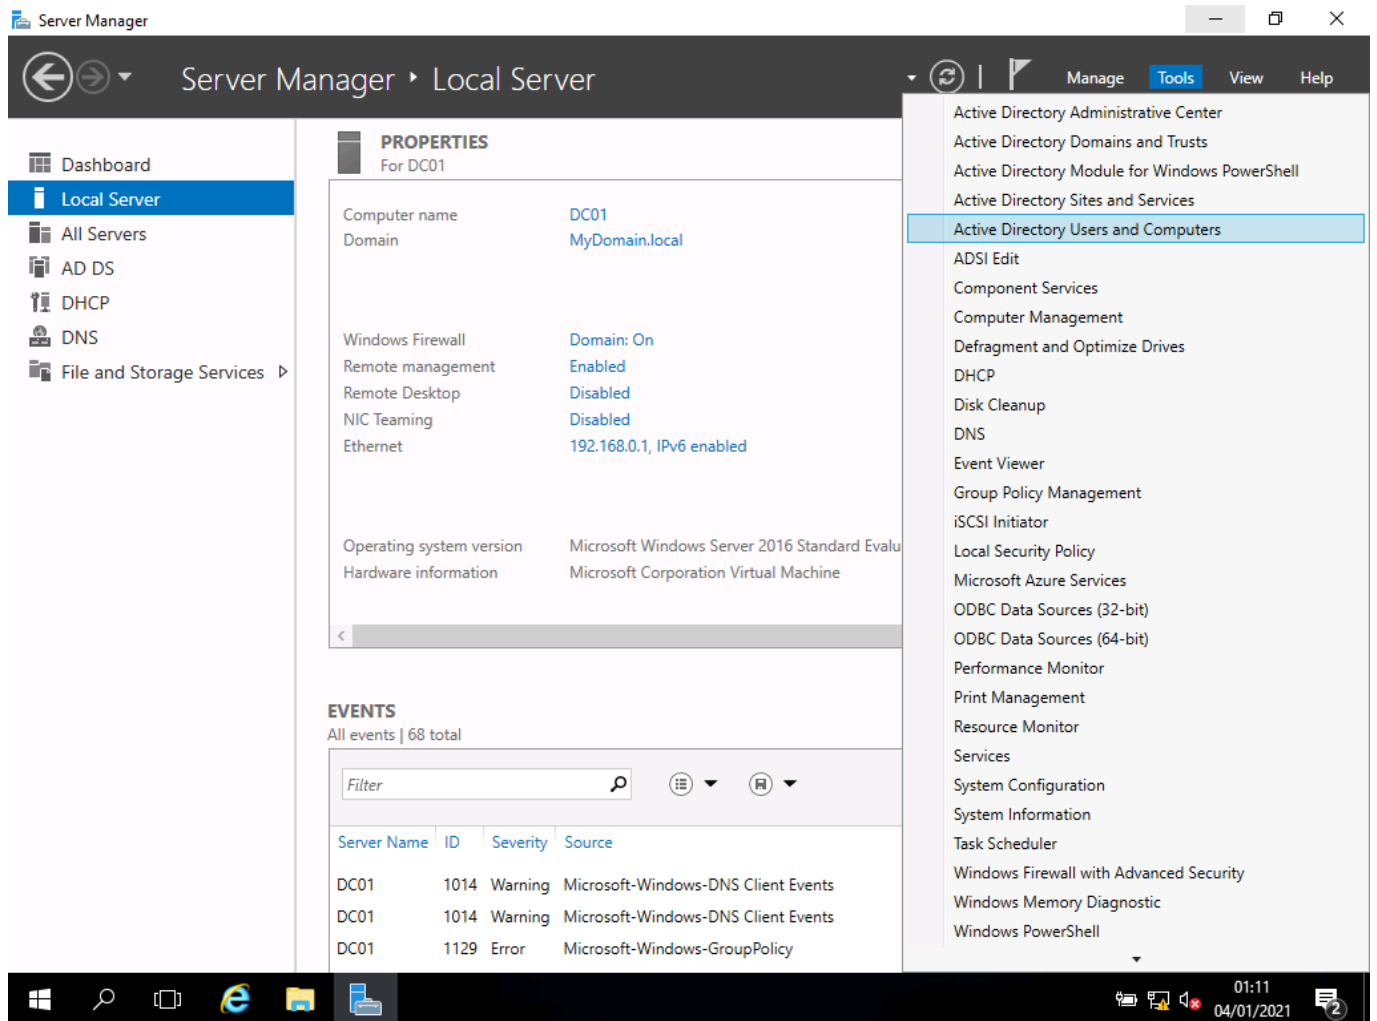 Server Manager
Server Manager ‣ Local Server
Manage Tools View Help
Dashboard
Local Server
All Servers
AD DS
DHCP
DNS
File and Storage Services
PROPERTIES
For DC01
Computer name DC01
Domain MyDomain.local
Windows Firewall Domain: On
Remote management Enabled
Remote Desktop Disabled
NIC Teaming Disabled
Ethernet 192.168.0.1, IPv6 enabled
Operating system version Microsoft Windows Server 2016 Standard Evalu
Hardware information Microsoft Corporation Virtual Machine
EVENTS
All events | 68 total
Filter
Server Name ID Severity Source
DC01 1014 Warning Microsoft-Windows-DNS Client Events
DC01 1014 Warning Microsoft-Windows-DNS Client Events
DC01 1129 Error Microsoft-Windows-GroupPolicy
Active Directory Administrative Center
Active Directory Domains and Trusts
Active Directory Module for Windows PowerShell
Active Directory Sites and Services
Active Directory Users and Computers
ADSI Edit
Component Services
Computer Management
Defragment and Optimize Drives
DHCP
Disk Cleanup
DNS
Event Viewer
Group Policy Management
iSCSI Initiator
Local Security Policy
Microsoft Azure Services
ODBC Data Sources (32-bit)
ODBC Data Sources (64-bit)
Performance Monitor
Print Management
Resource Monitor
Services
System Configuration
System Information
Task Scheduler
Windows Firewall with Advanced Security
Windows Memory Diagnostic
Windows PowerShell
01:11
04/01/2021
2